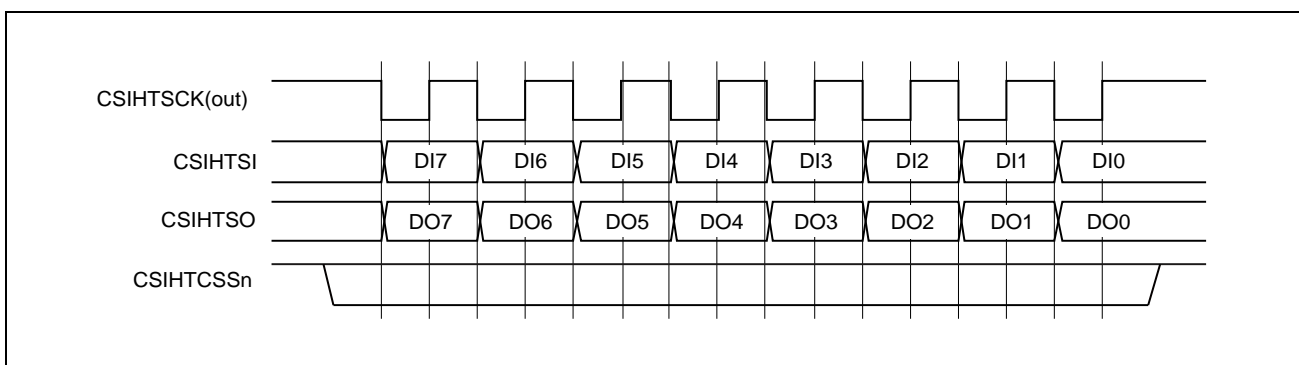 CSIHTSCK(out)
CSIHTSI DI7 DI6 DI5 DI4 DI3 DI2 DI1 DI0
CSIHTSO DO7 DO6 DO5 DO4 DO3 DO2 DO1 DO0
CSIHTCSSn